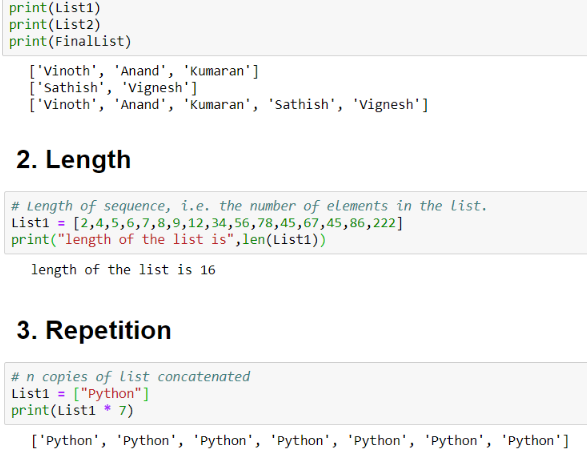 print(List1)
print(List2)
print(FinalList)
['Vinoth', 'Anand', 'Kumaran']
['Sathish', 'Vignesh']
['Vinoth', 'Anand', 'Kumaran', 'Sathish', 'Vignesh']
2. Length
# Length of sequence, i.e. the number of elements in the list.
List1 = [2,4,5,6,7,8,9,12,34,56,78,45,67,45,86,222]
print("length of the list is",len(List1))
length of the list is 16
3. Repetition
# n copies of List concatenated
List1 = ["Python"]
print(List1 * 7)
['Python', 'Python', 'Python', 'Python', 'Python', 'Python', 'Python']